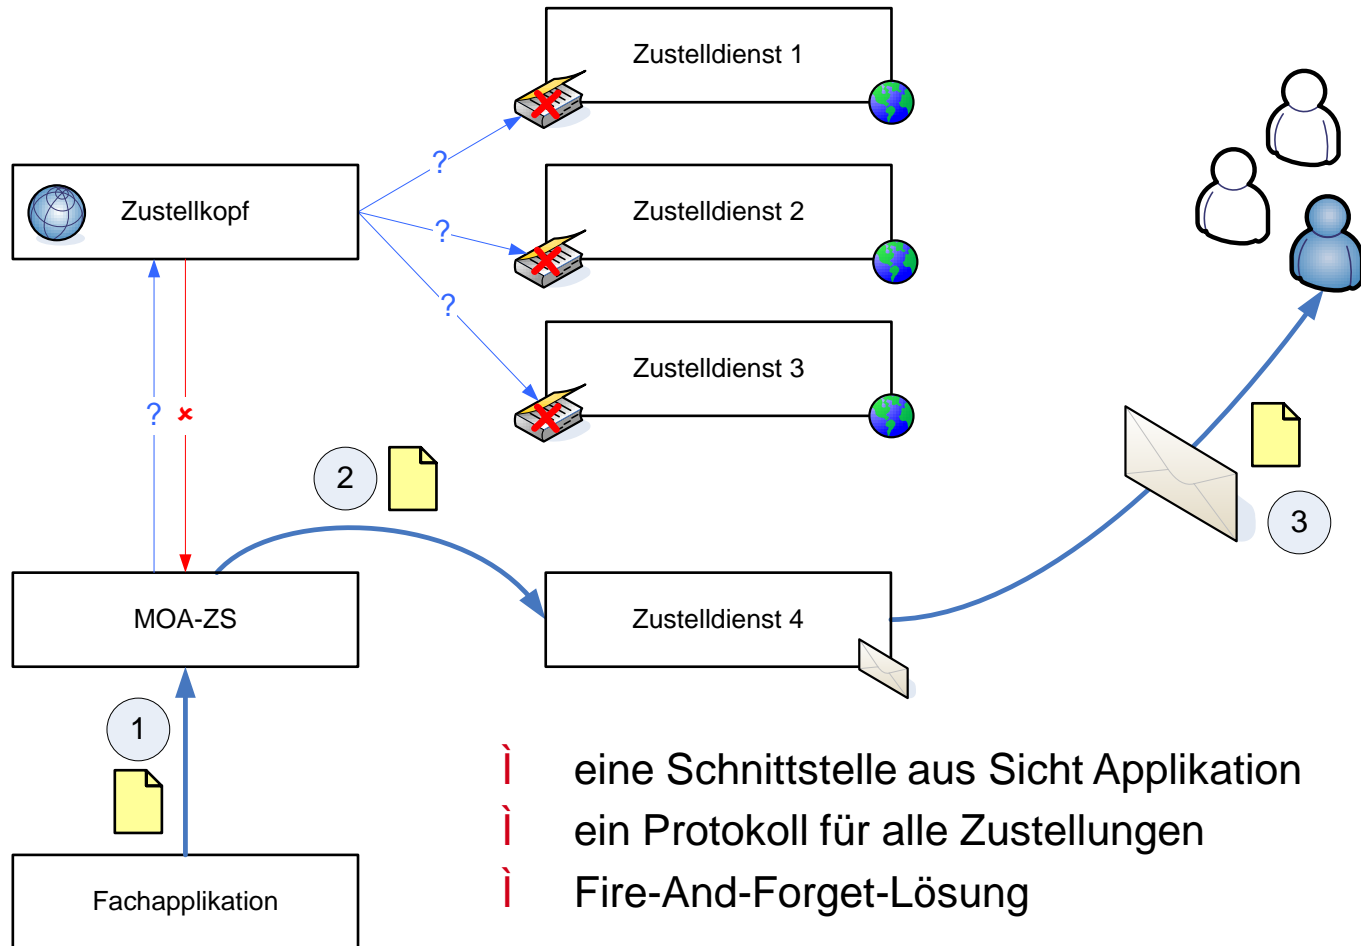 Zustelldienst 1
?
Zustellkopf
Zustelldienst 2
?
?
Zustelldienst 3
?
2
3
MOA-ZS
Zustelldienst 4
1
Ì eine Schnittstelle aus Sicht Applikation
Ì ein Protokoll für alle Zustellungen
Ì Fire-And-Forget-Lösung
Fachapplikation